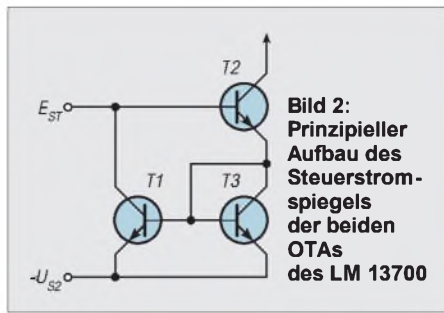 T2
E_ST
T1
T3
-U_S2
Bild 2:
Prinzipieller
Aufbau des
Steuerstrom-
spiegels
der beiden
OTAs
des LM 13700